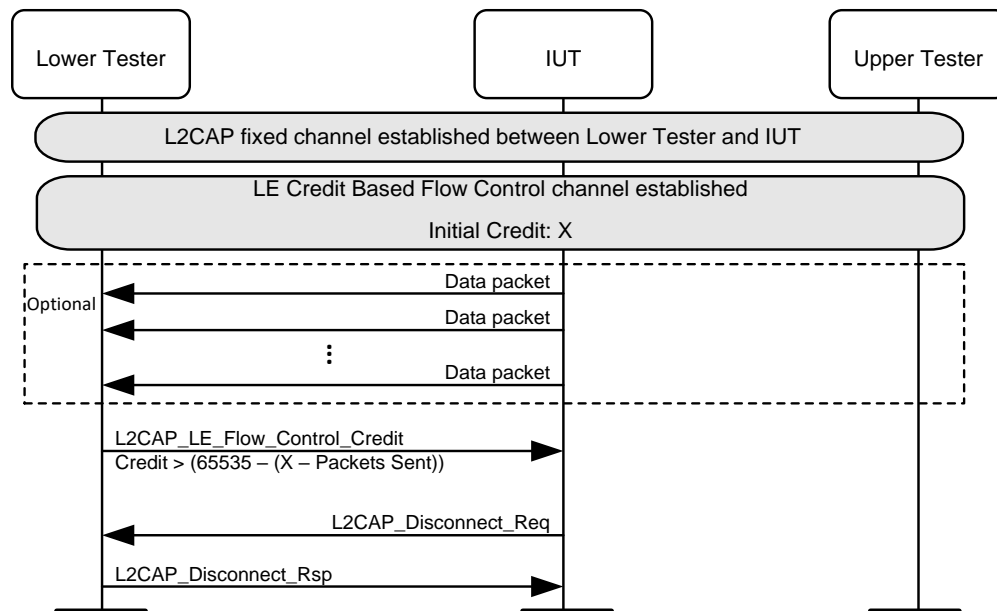 Lower Tester
IUT
Upper Tester
L2CAP fixed channel established between Lower Tester and IUT
LE Credit Based Flow Control channel established
Initial Credit: X
Optional
Data packet
Data packet
Data packet
L2CAP_LE_Flow_Control_Credit
Credit > (65535 – (X – Packets Sent))
L2CAP_Disconnect_Req
L2CAP_Disconnect_Rsp